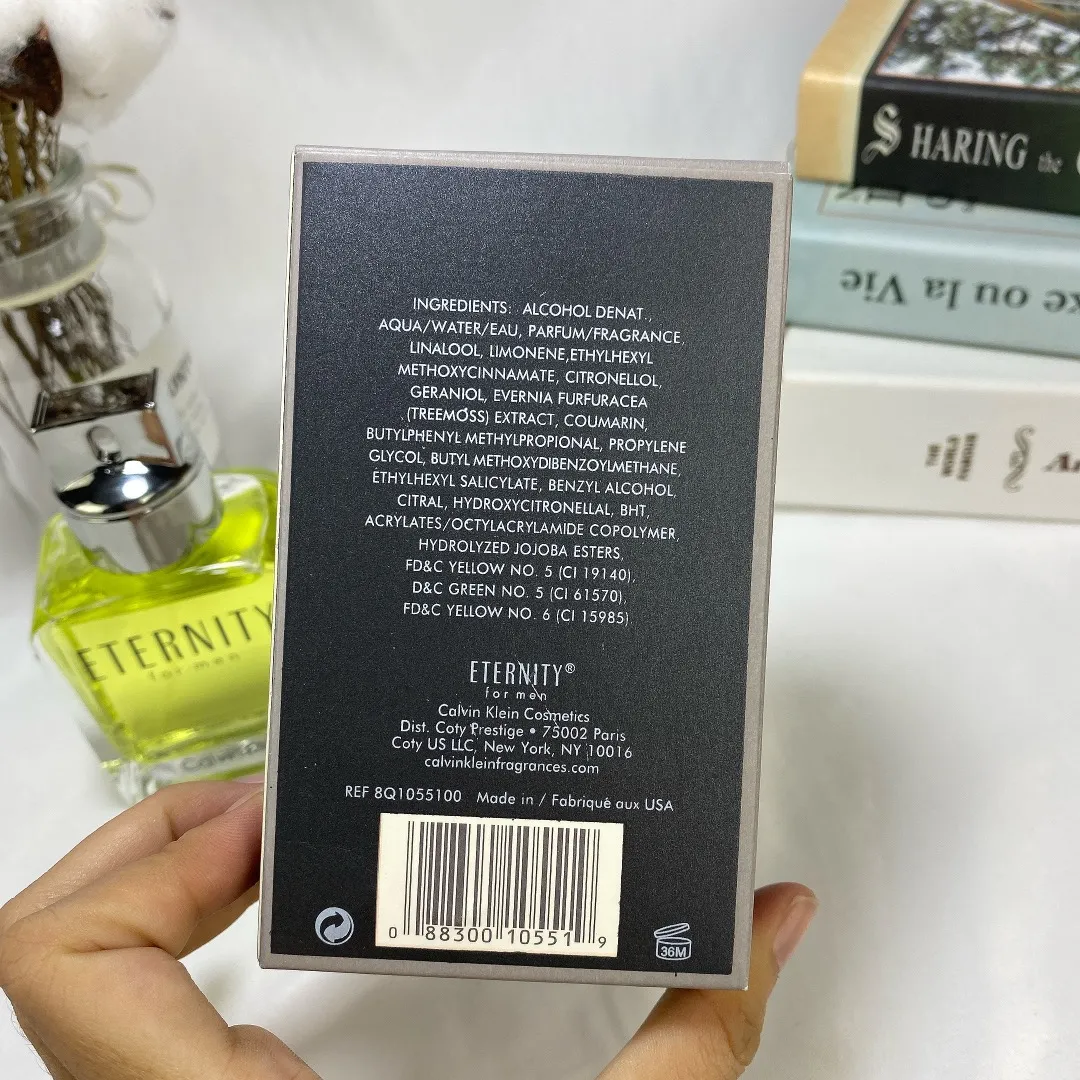 INGREDIENTS: ALCOHOL DENAT.,
AQUA/WATER/EAU, PARFUM/FRAGRANCE,
LINALOOL, LIMONENE,ETHYLHEXYL
METHOXYCINNAMATE, CITRONELLOL,
GERANIOL, EVERNIA FURFURACEA
(TREEMOSS) EXTRACT, COUMARIN,
BUTYLPHENYL METHYLPROPIONAL, PROPYLENE
GLYCOL, BUTYL METHOXYDIBENZOYLMETHANE,
ETHYLHEXYL SALICYLATE, BENZYL ALCOHOL,
CITRAL, HYDROXYCITRONELLAL, BHT,
ACRYLATES/OCTYLACRYLAMIDE COPOLYMER,
HYDROLYZED JOJOBA ESTERS,
FD&C YELLOW NO. 5 (CI 19140),
D&C GREEN NO. 5 (CI 61570),
FD&C YELLOW NO. 6 (CI 15985).
ETERNITY®
for men
Calvin Klein Cosmetics
Dist. Coty Prestige • 75002 Paris
Coty US LLC, New York, NY 10016
calvinkleinfragrances.com
REF 8Q1055100 Made in / Fabriqué aux USA
0 88300 10551 9
36M
ETERNITY
for men
Calvin
SHARING the
ou la Vie